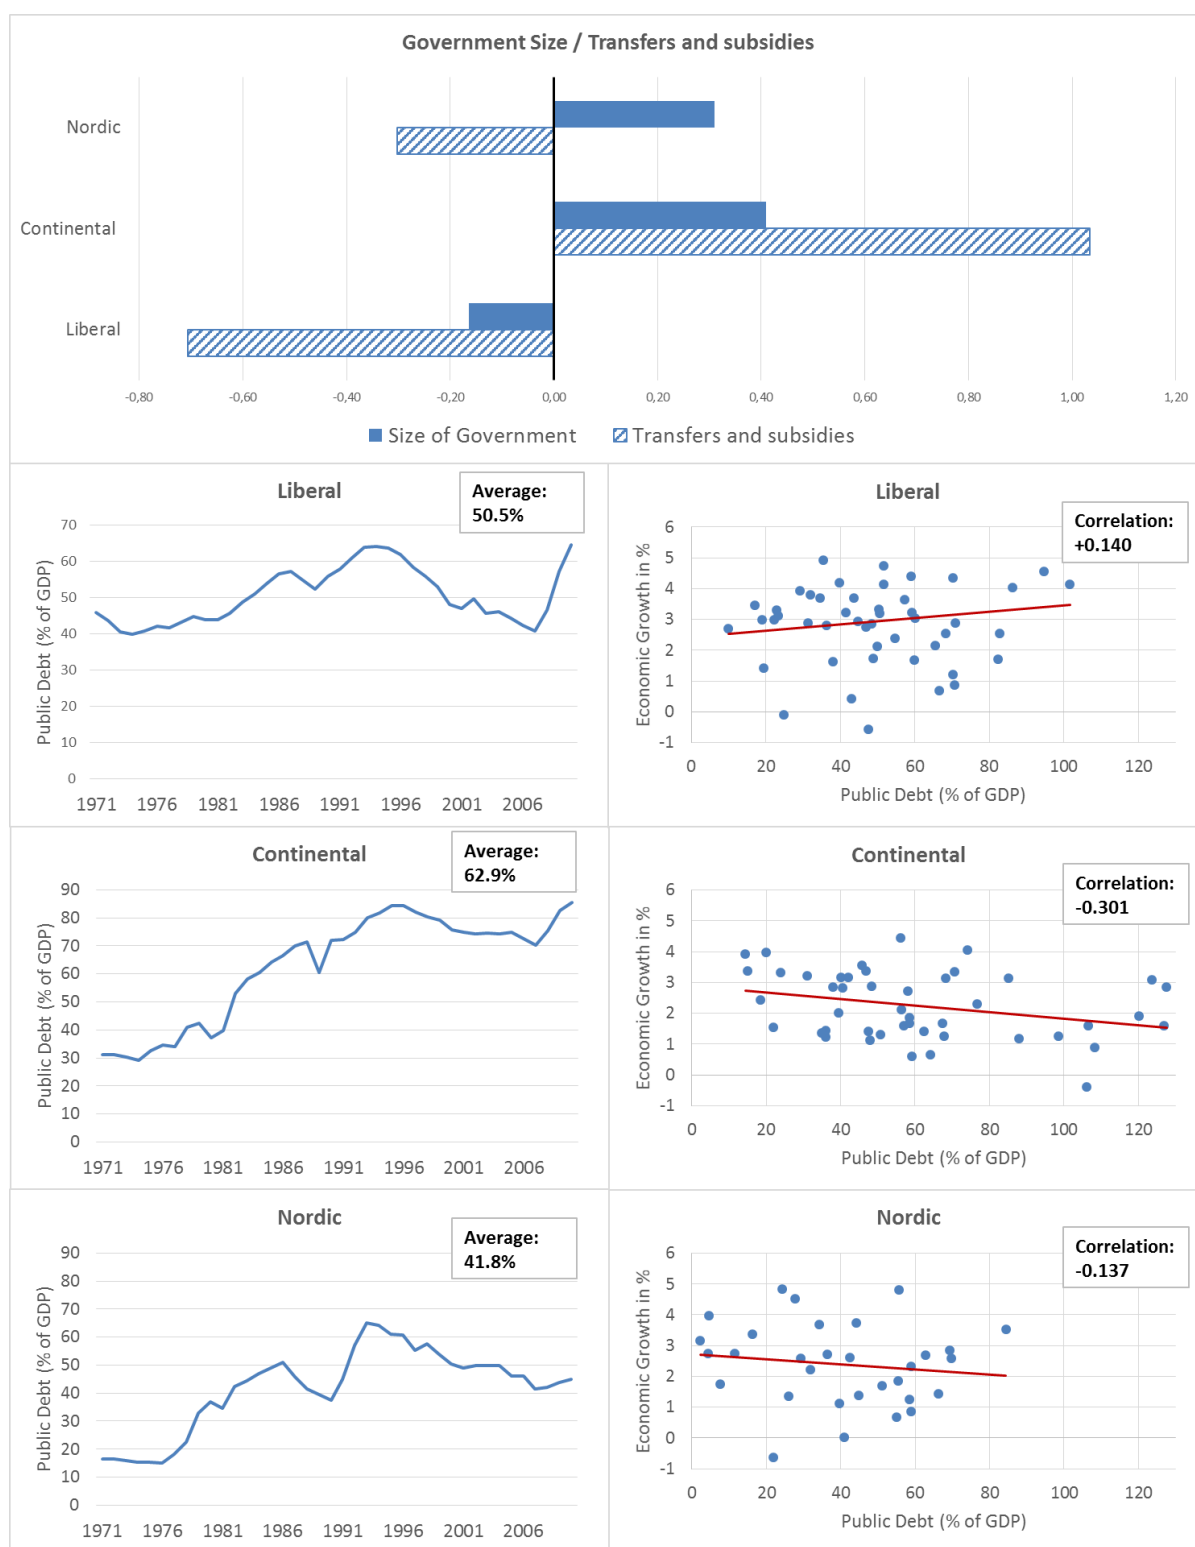 Government Size / Transfers and subsidies
Nordic
Continental
Liberal
-0,80 -0,60 -0,40 -0,20 0,00 0,20 0,40 0,60 0,80 1,00 1,20
Size of Government Transfers and subsidies
Liberal
Average:
50.5%
Public Debt (% of GDP)
70
60
50
40
30
20
10
0
1971 1976 1981 1986 1991 1996 2001 2006
Liberal
Correlation:
+0.140
Economic Growth in %
6
5
4
3
2
1
0
-1
0 20 40 60 80 100 120
Public Debt (% of GDP)
Continental
Average:
62.9%
Public Debt (% of GDP)
90
80
70
60
50
40
30
20
10
0
1971 1976 1981 1986 1991 1996 2001 2006
Continental
Correlation:
-0.301
Economic Growth in %
6
5
4
3
2
1
0
-1
0 20 40 60 80 100 120
Public Debt (% of GDP)
Nordic
Average:
41.8%
Public Debt (% of GDP)
90
80
70
60
50
40
30
20
10
0
1971 1976 1981 1986 1991 1996 2001 2006
Nordic
Correlation:
-0.137
Economic Growth in %
6
5
4
3
2
1
0
-1
0 20 40 60 80 100 120
Public Debt (% of GDP)